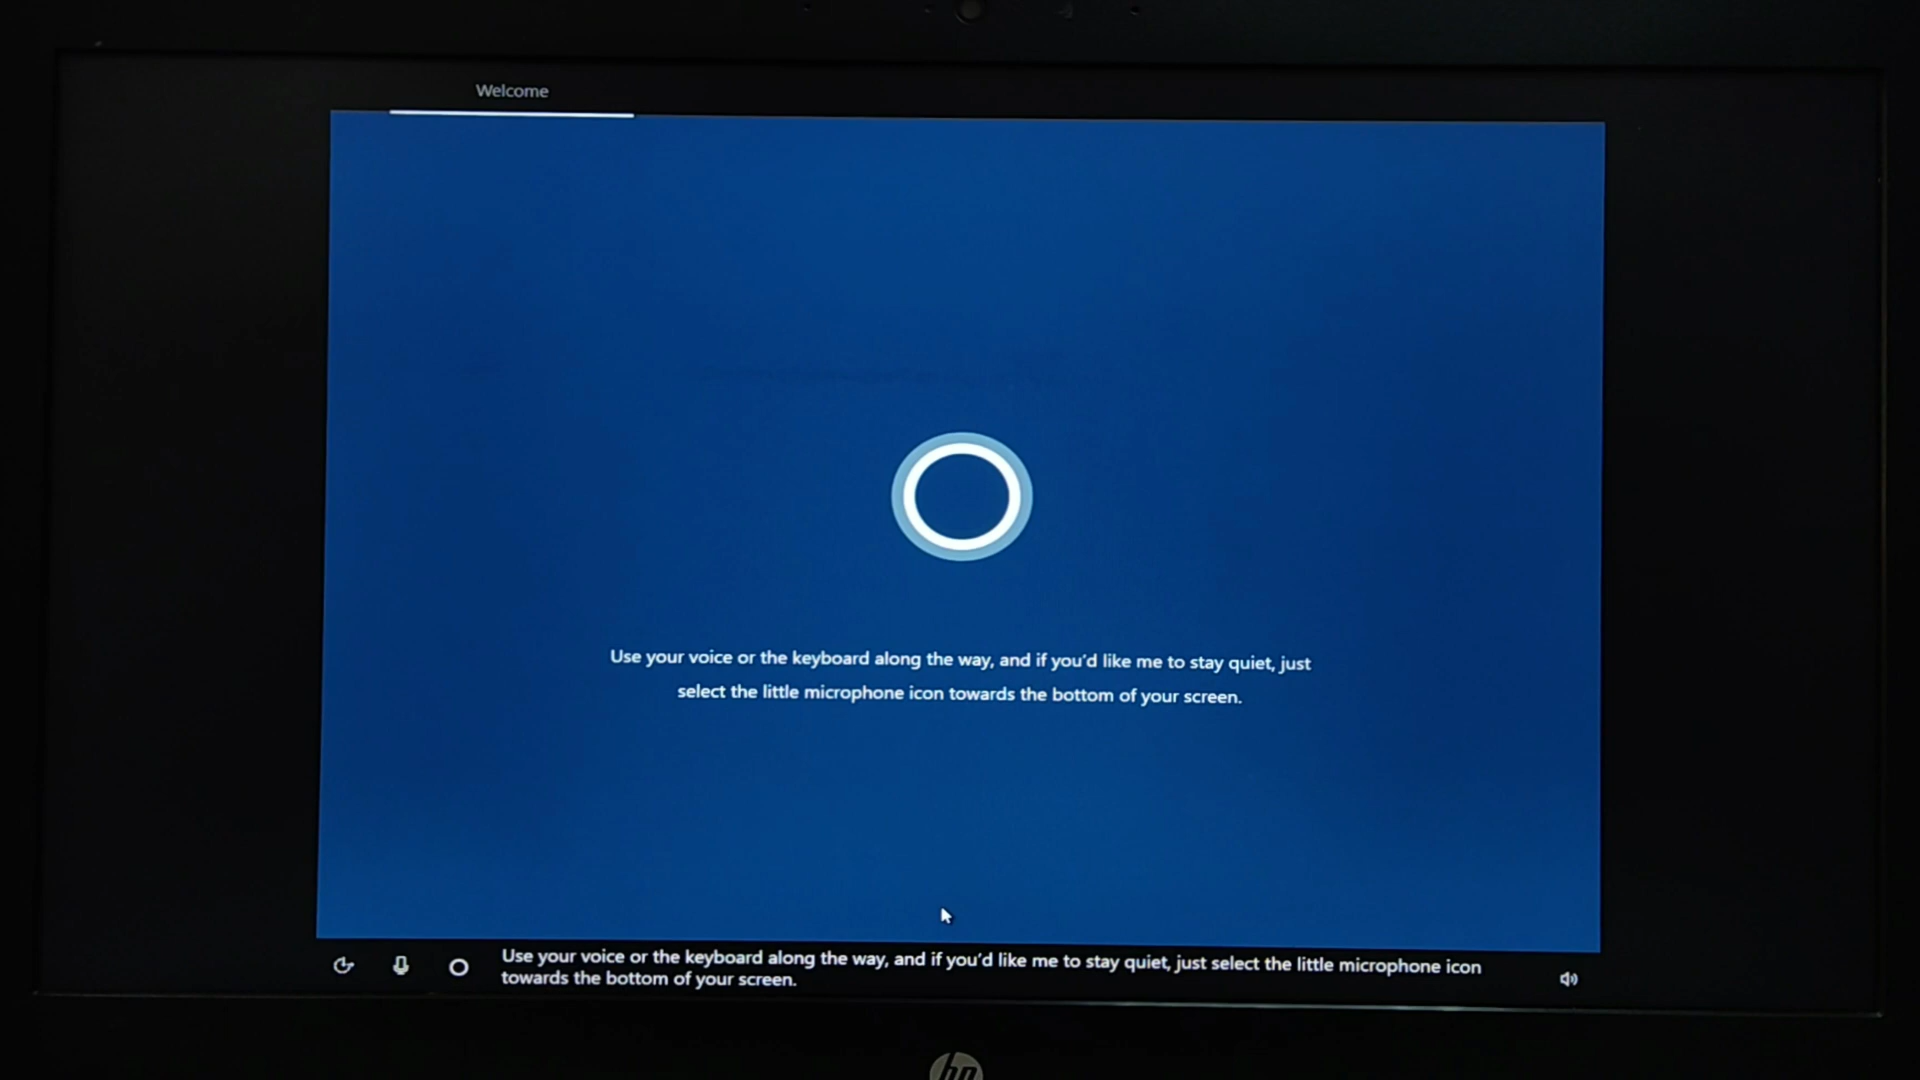 Welcome
Use your voice or the keyboard along the way, and if you'd like me to stay quiet, just
select the little microphone icon towards the bottom of your screen.
Use your voice or the keyboard along the way, and if you'd like me to stay quiet, just select the little microphone icon
towards the bottom of your screen.
hp